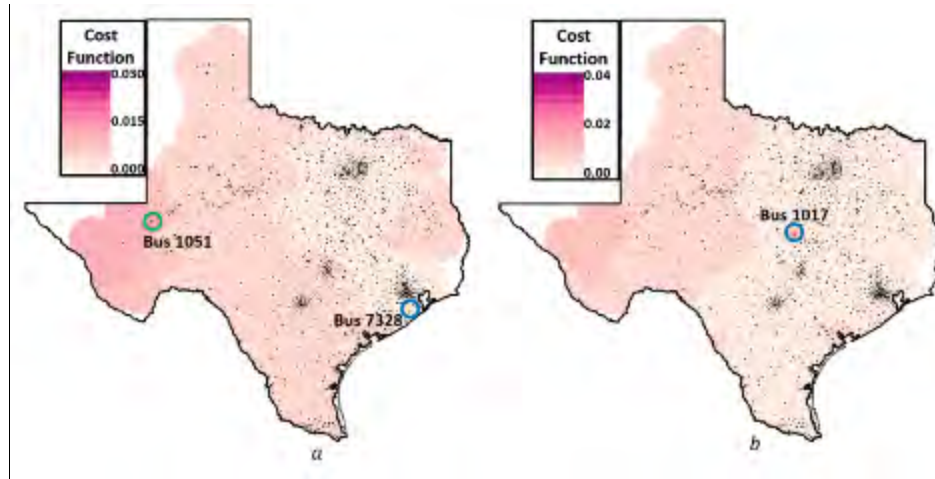 Cost
Function
0.030
0.015
0.000
Bus 1051
Bus 7328
a
Cost
Function
0.04
0.02
0.00
Bus 1017
b